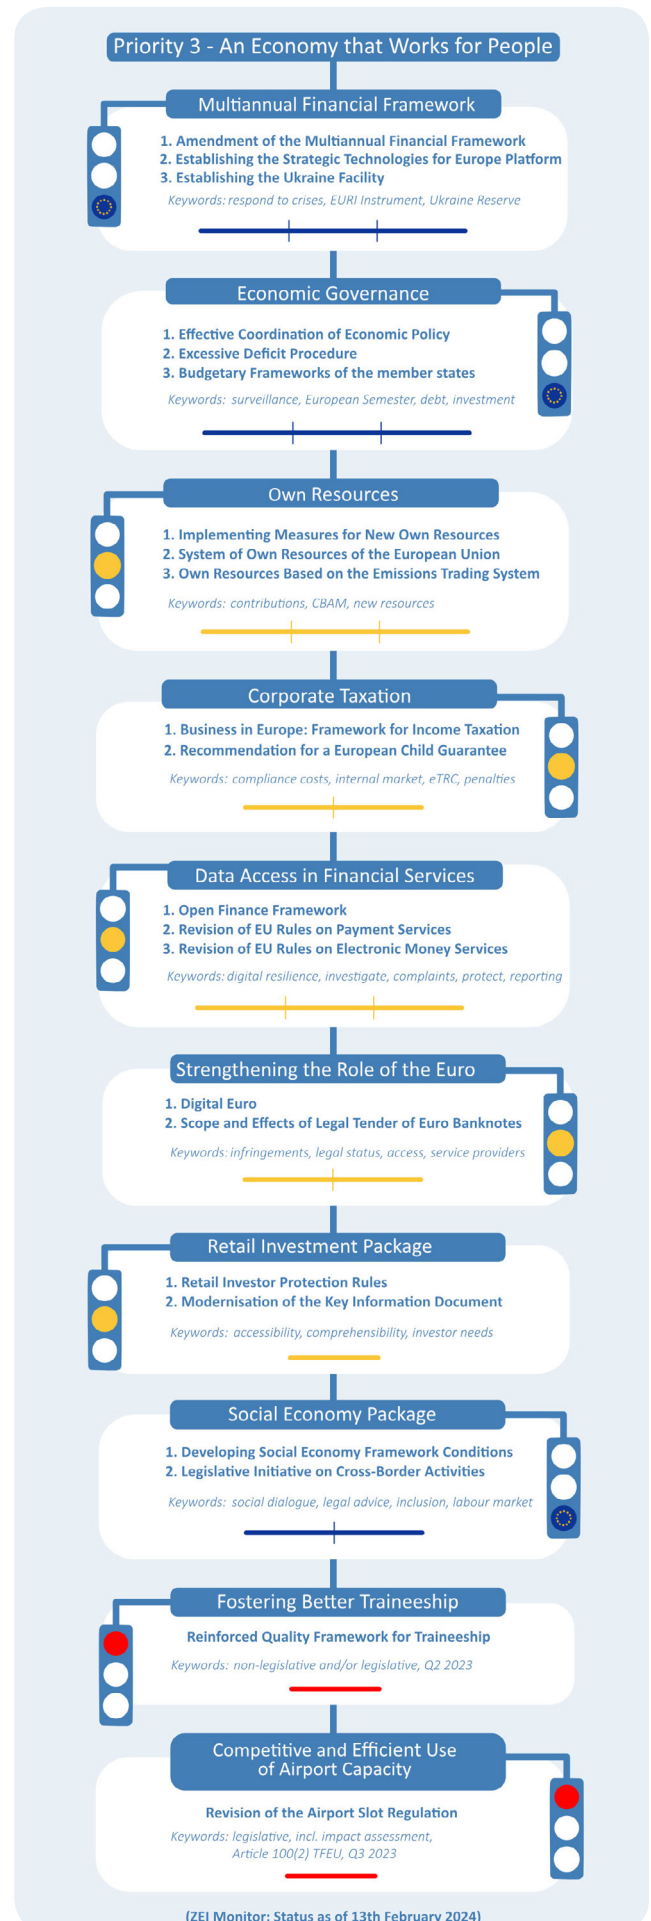 Priority 3 - An Economy that Works for People
Multiannual Financial Framework
1. Amendment of the Multiannual Financial Framework
2. Establishing the Strategic Technologies for Europe Platform
3. Establishing the Ukraine Facility
Keywords: respond to crises, EURI Instrument, Ukraine Reserve
Economic Governance
1. Effective Coordination of Economic Policy
2. Excessive Deficit Procedure
3. Budgetary Frameworks of the member states
Keywords: surveillance, European Semester, debt, investment
Own Resources
1. Implementing Measures for New Own Resources
2. System of Own Resources of the European Union
3. Own Resources Based on the Emissions Trading System
Keywords: contributions, CBAM, new resources
Corporate Taxation
1. Business in Europe: Framework for Income Taxation
2. Recommendation for a European Child Guarantee
Keywords: compliance costs, internal market, eTRC, penalties
Data Access in Financial Services
1. Open Finance Framework
2. Revision of EU Rules on Payment Services
3. Revision of EU Rules on Electronic Money Services
Keywords: digital resilience, investigate, complaints, protect, reporting
Strengthening the Role of the Euro
1. Digital Euro
2. Scope and Effects of Legal Tender of Euro Banknotes
Keywords: infringements, legal status, access, service providers
Retail Investment Package
1. Retail Investor Protection Rules
2. Modernisation of the Key Information Document
Keywords: accessibility, comprehensibility, investor needs
Social Economy Package
1. Developing Social Economy Framework Conditions
2. Legislative Initiative on Cross-Border Activities
Keywords: social dialogue, legal advice, inclusion, labour market
Fostering Better Traineeship
Reinforced Quality Framework for Traineeship
Keywords: non-legislative and/or legislative, Q2 2023
Competitive and Efficient Use
of Airport Capacity
Revision of the Airport Slot Regulation
Keywords: legislative, incl. impact assessment,
Article 100(2) TFEU, Q3 2023
(ZEI Monitor: Status as of 13th February 2024)